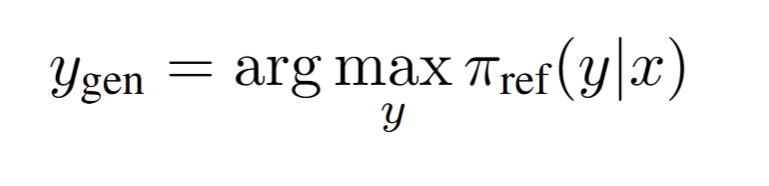 y_gen = arg max_y π_ref(y|x)